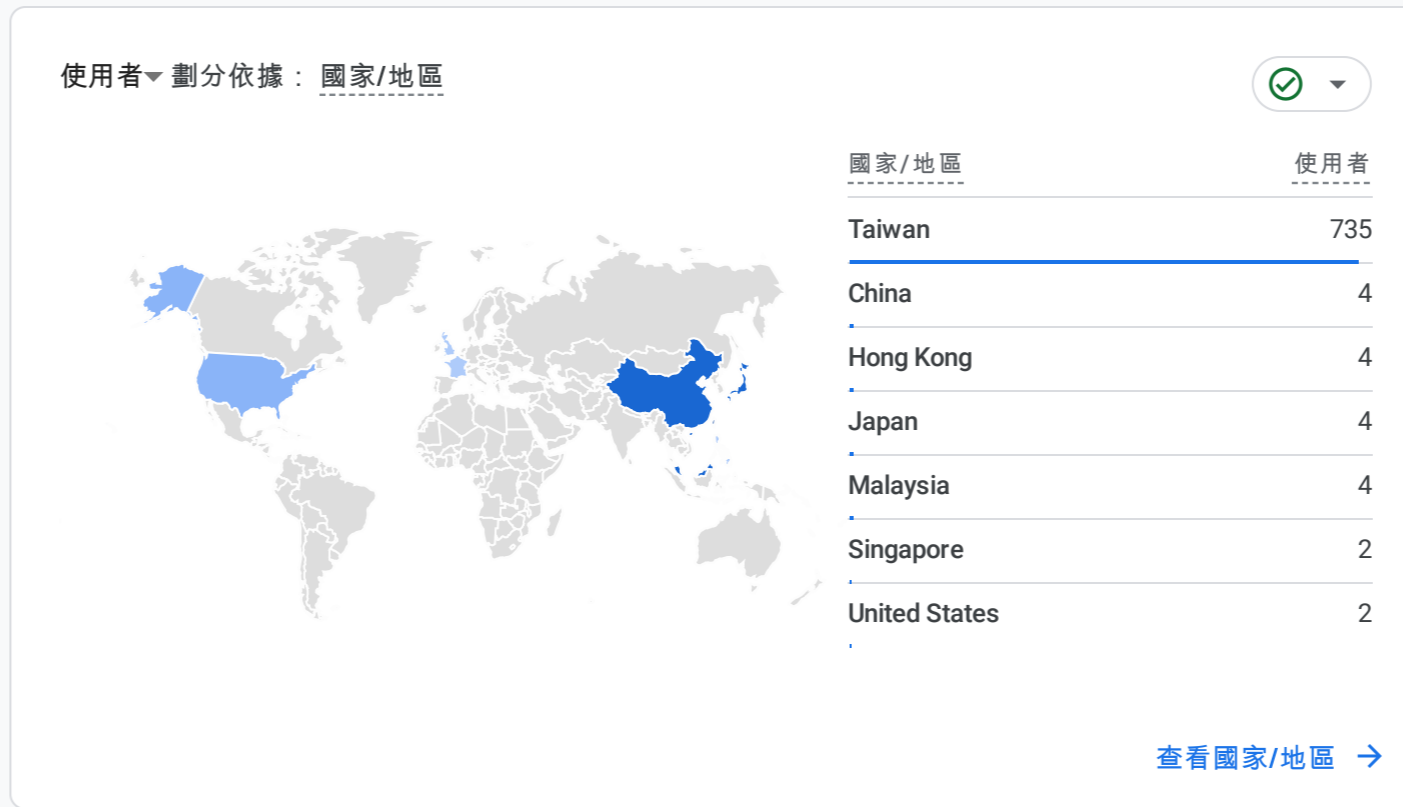 使用者 劃分依據： 國家/地區
國家/地區 使用者
Taiwan 735
China 4
Hong Kong 4
Japan 4
Malaysia 4
Singapore 2
United States 2
查看國家/地區